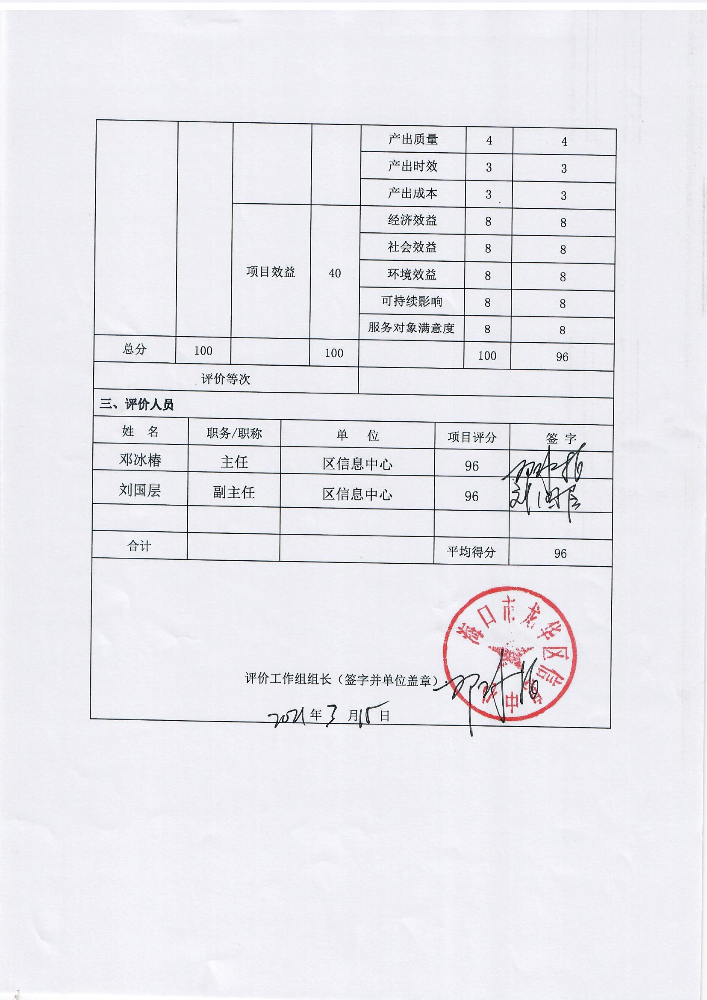 产出质量 4 4
产出时效 3 3
产出成本 3 3
经济效益 8 8
社会效益 8 8
项目效益 40 环境效益 8 8
可持续影响 8 8
服务对象满意度 8 8
总分 100 100 100 96
评价等次
三、评价人员
姓 名 职务/职称 单 位 项目评分 签 字
邓冰椿 主任 区信息中心 96 邓冰椿
刘国层 副主任 区信息中心 96 刘国层
合计 平均得分 96
海口市龙华区信息中心
评价工作组组长（签字并单位盖章）： 邓冰椿
2021年3月15日